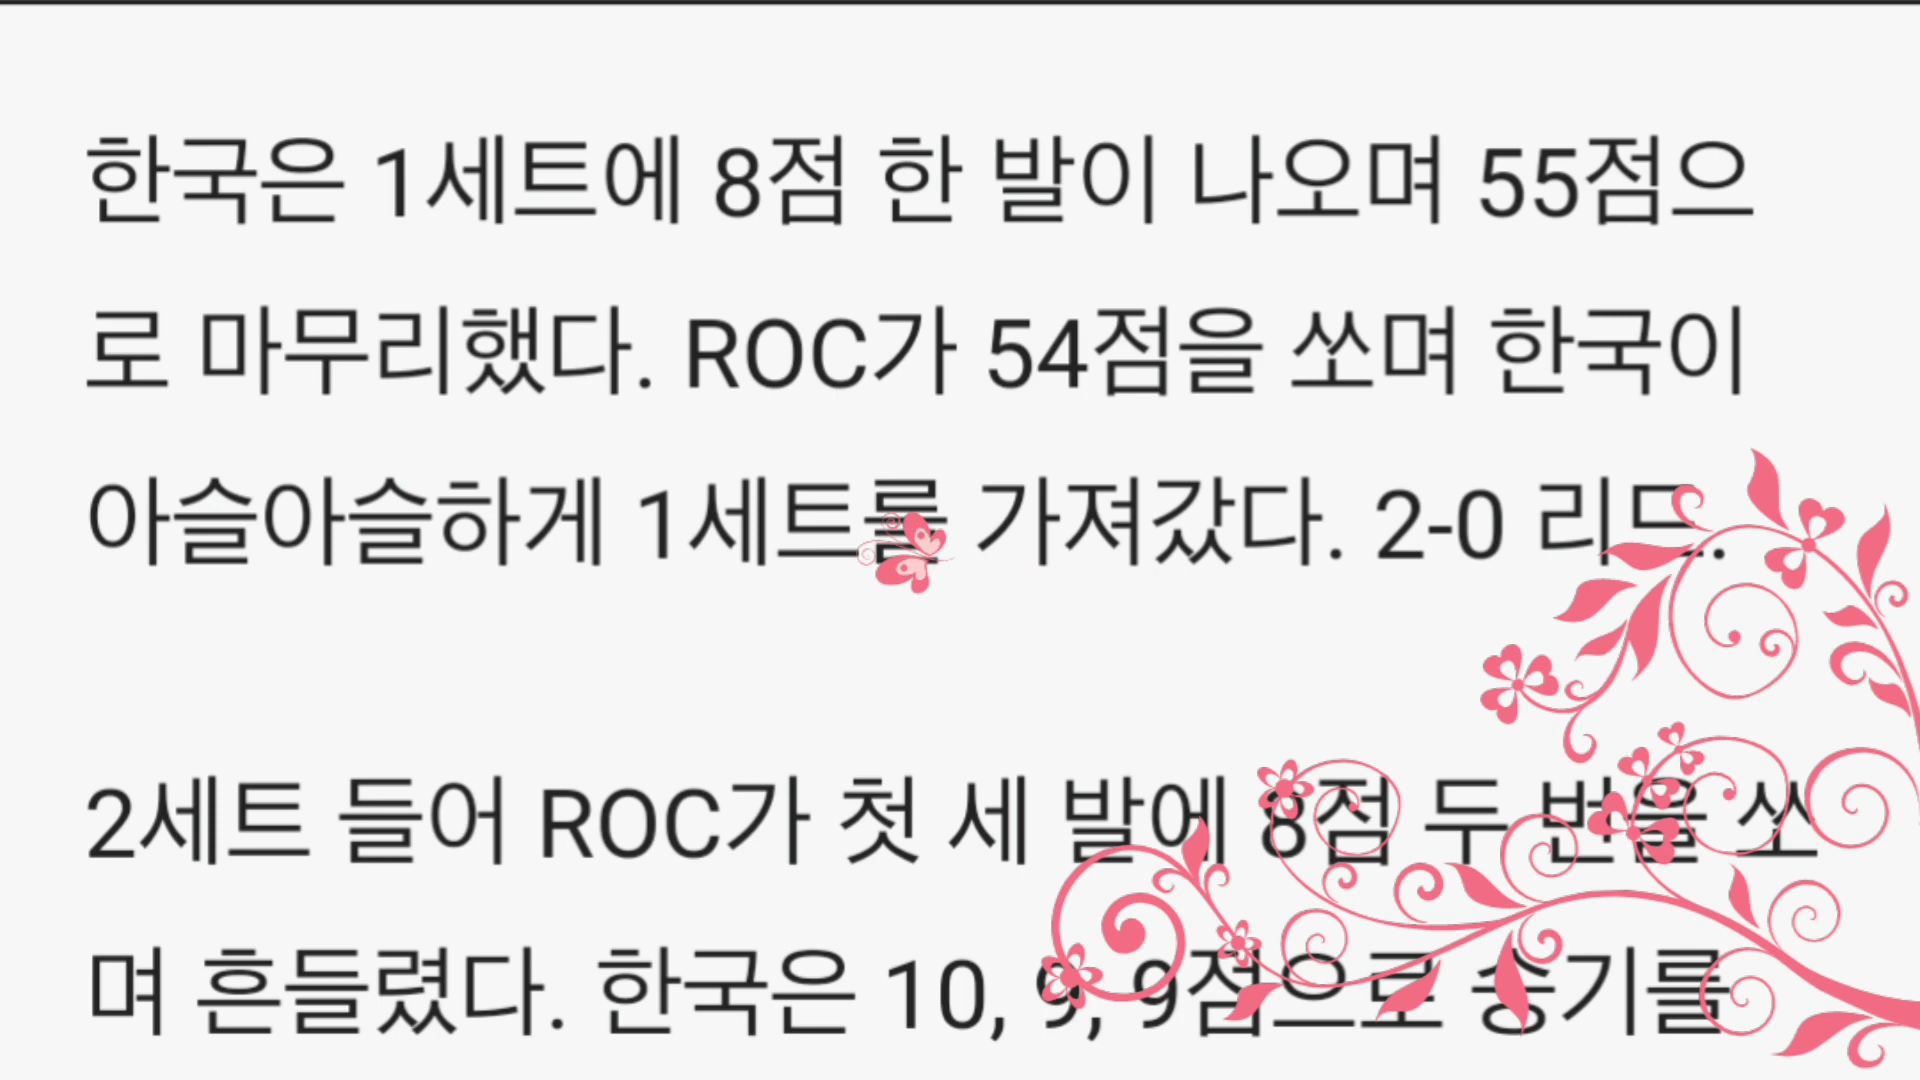 한국은 1세트에 8점 한 발이 나오며 55점으
로 마무리했다. ROC가 54점을 쏘며 한국이
아슬아슬하게 1세트를 가져갔다. 2-0 리드.
2세트 들어 ROC가 첫 세 발에 8점 두 번을 쏘
며 흔들렸다. 한국은 10, 9, 9점으로 승기를